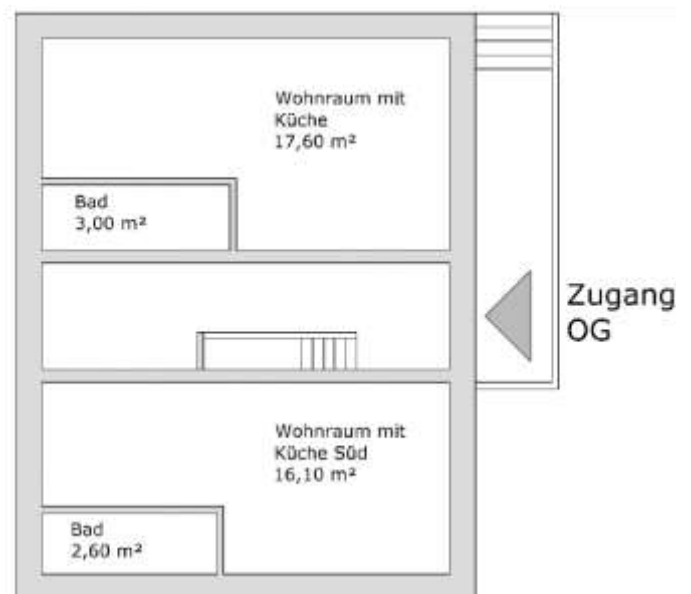 Wohnraum mit
Küche
17,60 m²
Bad
3,00 m²
Zugang
OG
Wohnraum mit
Küche Süd
16,10 m²
Bad
2,60 m²